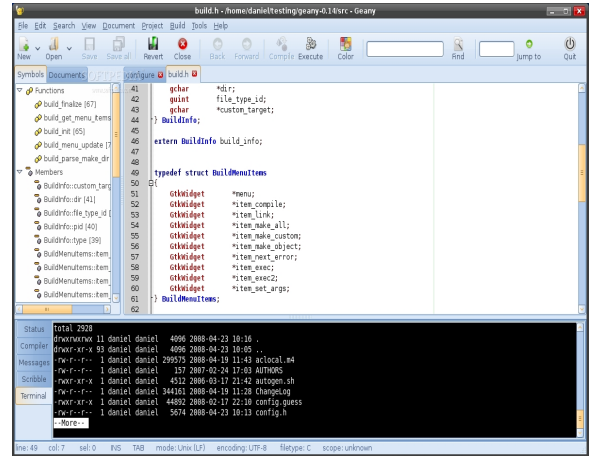 build.h - /home/daniel/testing/geany-0.14/src - Geany
File Edit Search View Document Project Build Tools Help
New Open Save Save all Revert Close Back Forward Compile Execute Color Find Jump to Quit
Symbols Documents configure build.h
Functions
build_finalize [67]
build_get_menu_items
build_init [65]
build_menu_update [7
build_parse_make_dir
Members
BuildInfo::custom_targ
BuildInfo::dir [41]
BuildInfo::file_type_id [
BuildInfo::pid [40]
BuildInfo::type [39]
BuildMenuItems::item_
BuildMenuItems::item_
BuildMenuItems::item_
BuildMenuItems::item_
41 gchar *dir;
42 guint file_type_id;
43 gchar *custom_target;
44 } BuildInfo;
45
46 extern BuildInfo build_info;
47
48
49 typedef struct BuildMenuItems
50 {
51 GtkWidget *menu;
52 GtkWidget *item_compile;
53 GtkWidget *item_link;
54 GtkWidget *item_make_all;
55 GtkWidget *item_make_custom;
56 GtkWidget *item_make_object;
57 GtkWidget *item_next_error;
58 GtkWidget *item_exec;
59 GtkWidget *item_exec2;
60 GtkWidget *item_set_args;
61 } BuildMenuItems;
62
Status
Compiler
Messages
Scribble
Terminal
total 2928
drwxrwxrwx 11 daniel daniel 4096 2008-04-23 10:16 .
drwxr-xr-x 93 daniel daniel 4096 2008-04-23 10:05 ..
-rw-r--r-- 1 daniel daniel 299575 2008-04-19 11:43 aclocal.m4
-rw-r--r-- 1 daniel daniel 157 2007-02-24 17:03 AUTHORS
-rwxr-xr-x 1 daniel daniel 4512 2006-03-17 21:42 autogen.sh
-rw-r--r-- 1 daniel daniel 344161 2008-04-19 11:28 ChangeLog
-rwxr-xr-x 1 daniel daniel 44892 2008-02-17 22:10 config.guess
-rw-r--r-- 1 daniel daniel 5674 2008-04-23 10:13 config.h
--More--
line: 49 col: 7 sel: 0 INS TAB mode: Unix (LF) encoding: UTF-8 filetype: C scope: unknown